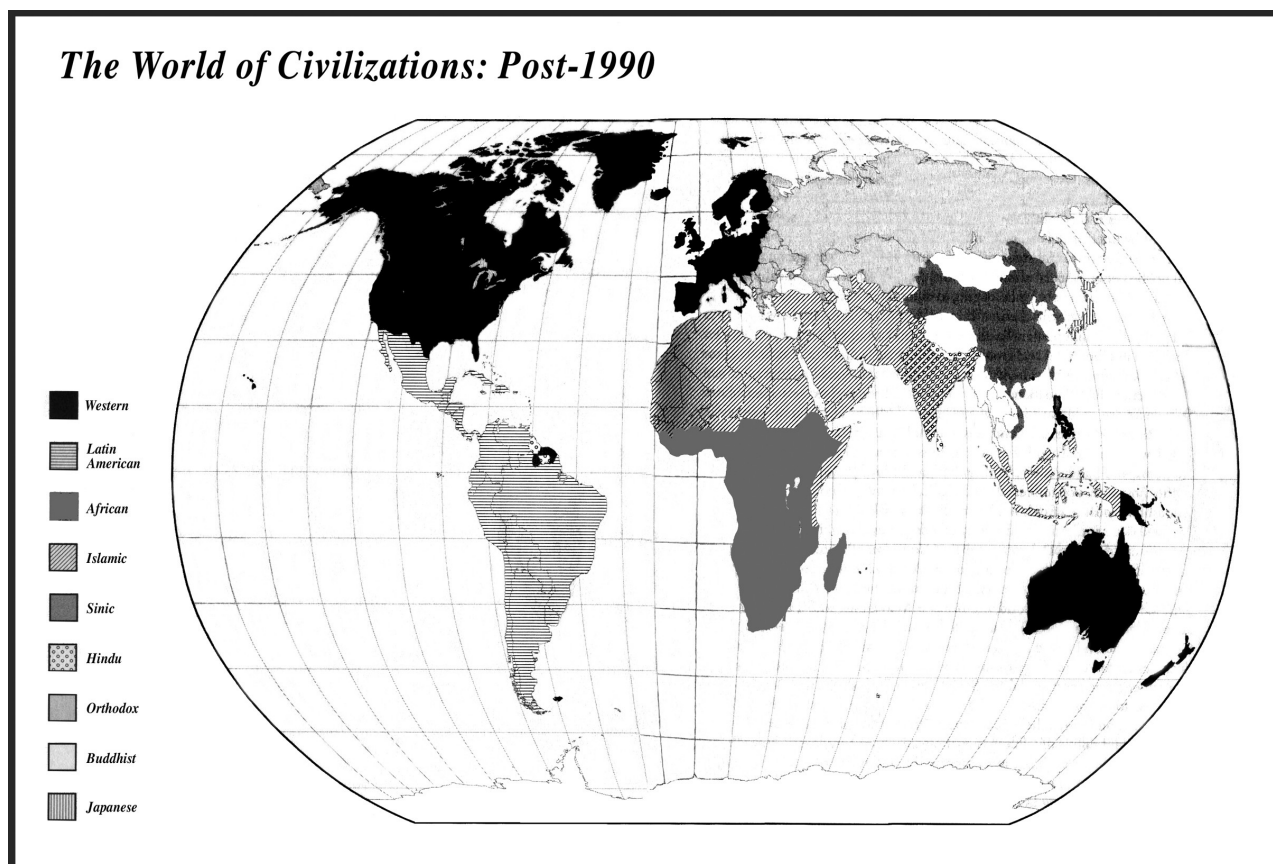 The World of Civilizations: Post-1990
Western
Latin
American
African
Islamic
Sinic
Hindu
Orthodox
Buddhist
Japanese